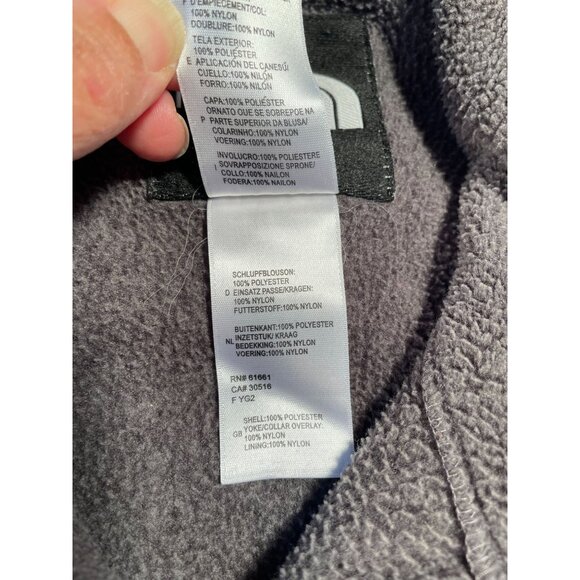 F D'EMPIÈCEMENT/COL:
100% NYLON
DOUBLURE:100% NYLON
TELA EXTERIOR:
100% POLIÉSTER
E APLICACIÓN DEL CANESÚ/
CUELLO:100% NILÓN
FORRO:100% NILÓN
CAPA:100% POLIÉSTER
ORNATO QUE SE SOBREPOE NA
P PARTE SUPERIOR DA BLUSA/
COLARINHO:100% NYLON
VOERING:100% NYLON
INVOLUCRO:100% POLIESTERE
I SOVRAPPOSIZIONE SPRONE/
COLLO:100% NAILON
FODERA:100% NAILON
SCHLUPFBLOUSON:
100% POLYESTER
D EINSATZ PASSE/KRAGEN:
100% NYLON
FUTTERSTOFF:100% NYLON
BUITENKANT:100% POLYESTER
NL INZETSTUK/ KRAAG
BEDEKKING:100% NYLON
VOERING:100% NYLON
RN# 61661
CA# 30516
F YG2
SHELL:100% POLYESTER
GB YOKE/COLLAR OVERLAY:
100% NYLON
LINING:100% NYLON